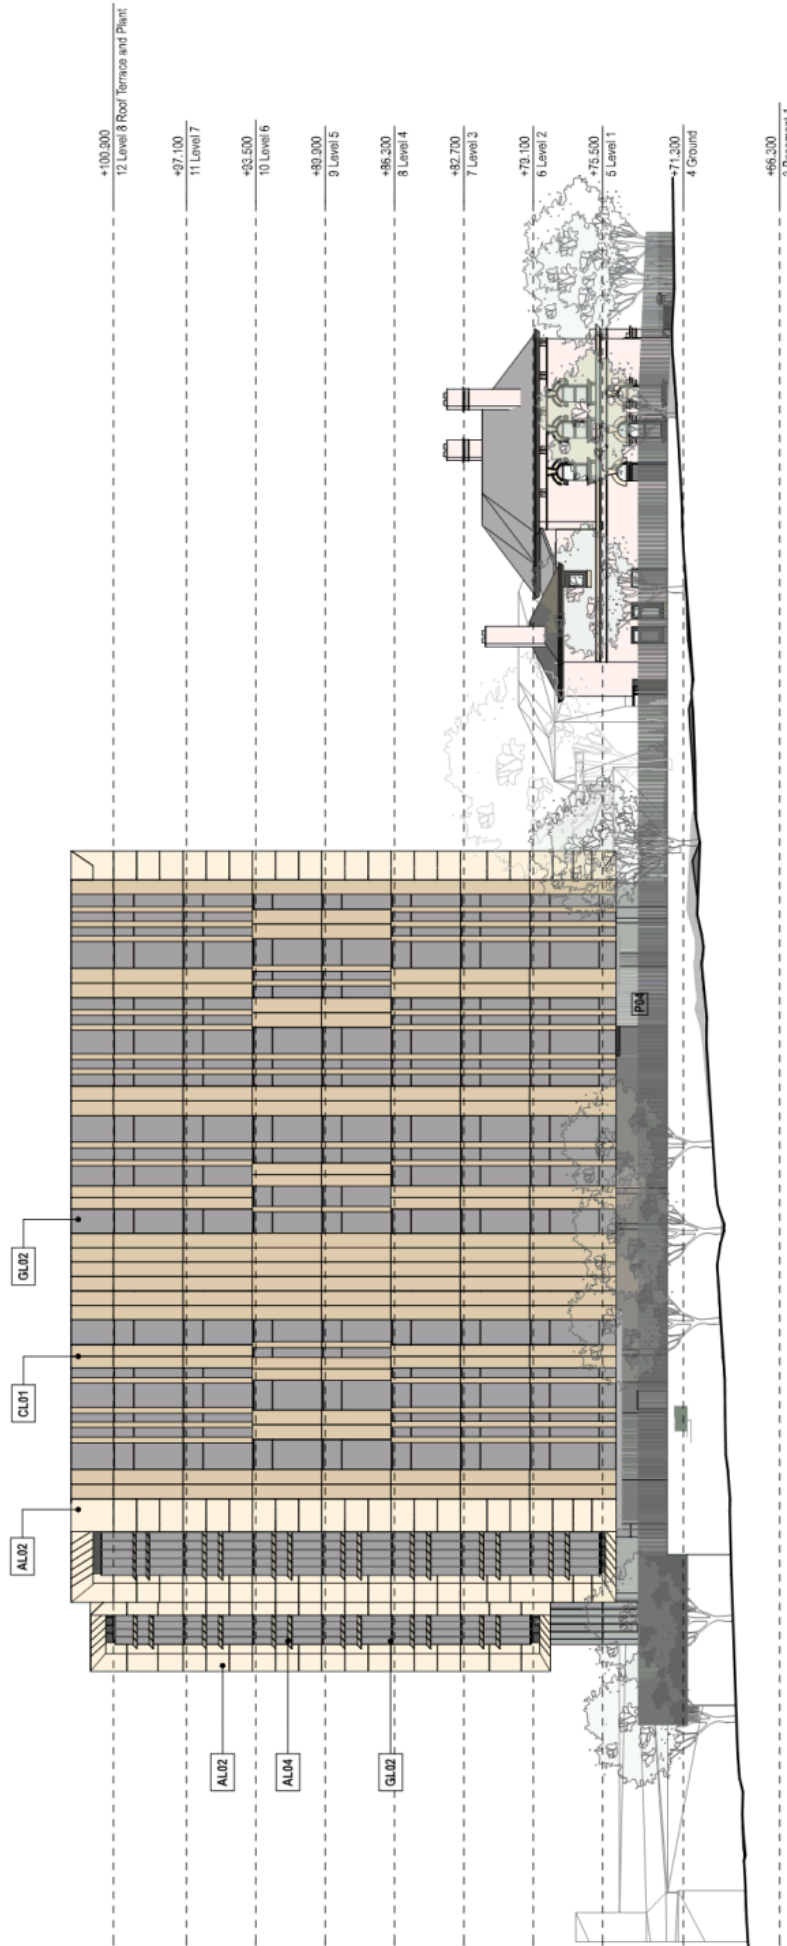 +100.900
12 Level 8 Roof Terrace and Plant
+97.100
11 Level 7
+93.500
10 Level 6
+89.900
9 Level 5
+86.300
8 Level 4
+82.700
7 Level 3
+79.100
6 Level 2
+75.500
5 Level 1
+71.300
4 Ground
+66.300
GL02
CL01
AL02
P04
AL02
AL04
GL02